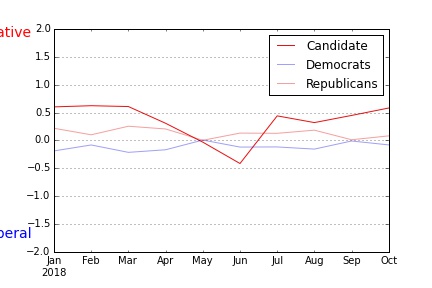 2.0
ative
1.5
1.0
0.5
0.0
−0.5
−1.0
−1.5
beral
−2.0
Candidate
Democrats
Republicans
Jan Feb Mar Apr May Jun Jul Aug Sep Oct
2018